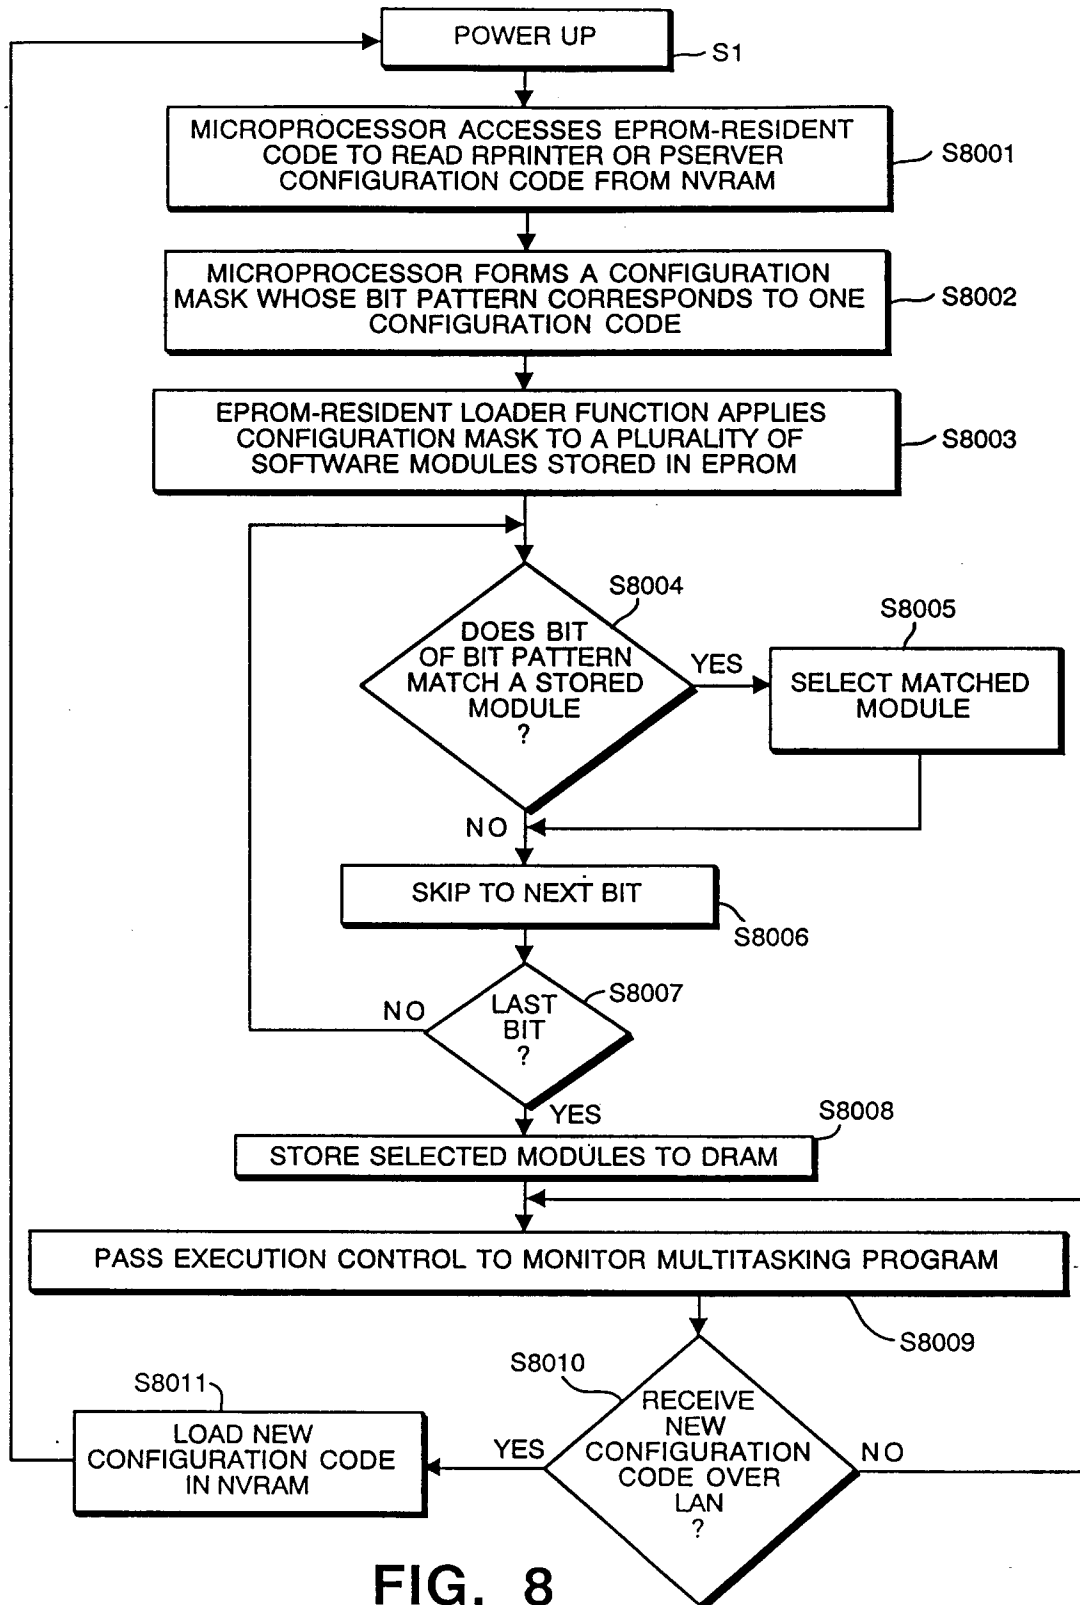 POWER UP
S1
MICROPROCESSOR ACCESSES EPROM-RESIDENT
CODE TO READ RPRINTER OR PSERVER
CONFIGURATION CODE FROM NVRAM
S8001
MICROPROCESSOR FORMS A CONFIGURATION
MASK WHOSE BIT PATTERN CORRESPONDS TO ONE
CONFIGURATION CODE
S8002
EPROM-RESIDENT LOADER FUNCTION APPLIES
CONFIGURATION MASK TO A PLURALITY OF
SOFTWARE MODULES STORED IN EPROM
S8003
S8004
DOES BIT
OF BIT PATTERN
MATCH A STORED
MODULE
?
YES
S8005
SELECT MATCHED
MODULE
NO
SKIP TO NEXT BIT
S8006
S8007
LAST
BIT
?
NO
YES
S8008
STORE SELECTED MODULES TO DRAM
PASS EXECUTION CONTROL TO MONITOR MULTITASKING PROGRAM
S8009
S8010
RECEIVE
NEW
CONFIGURATION
CODE OVER
LAN
?
NO
YES
S8011
LOAD NEW
CONFIGURATION CODE
IN NVRAM
FIG. 8